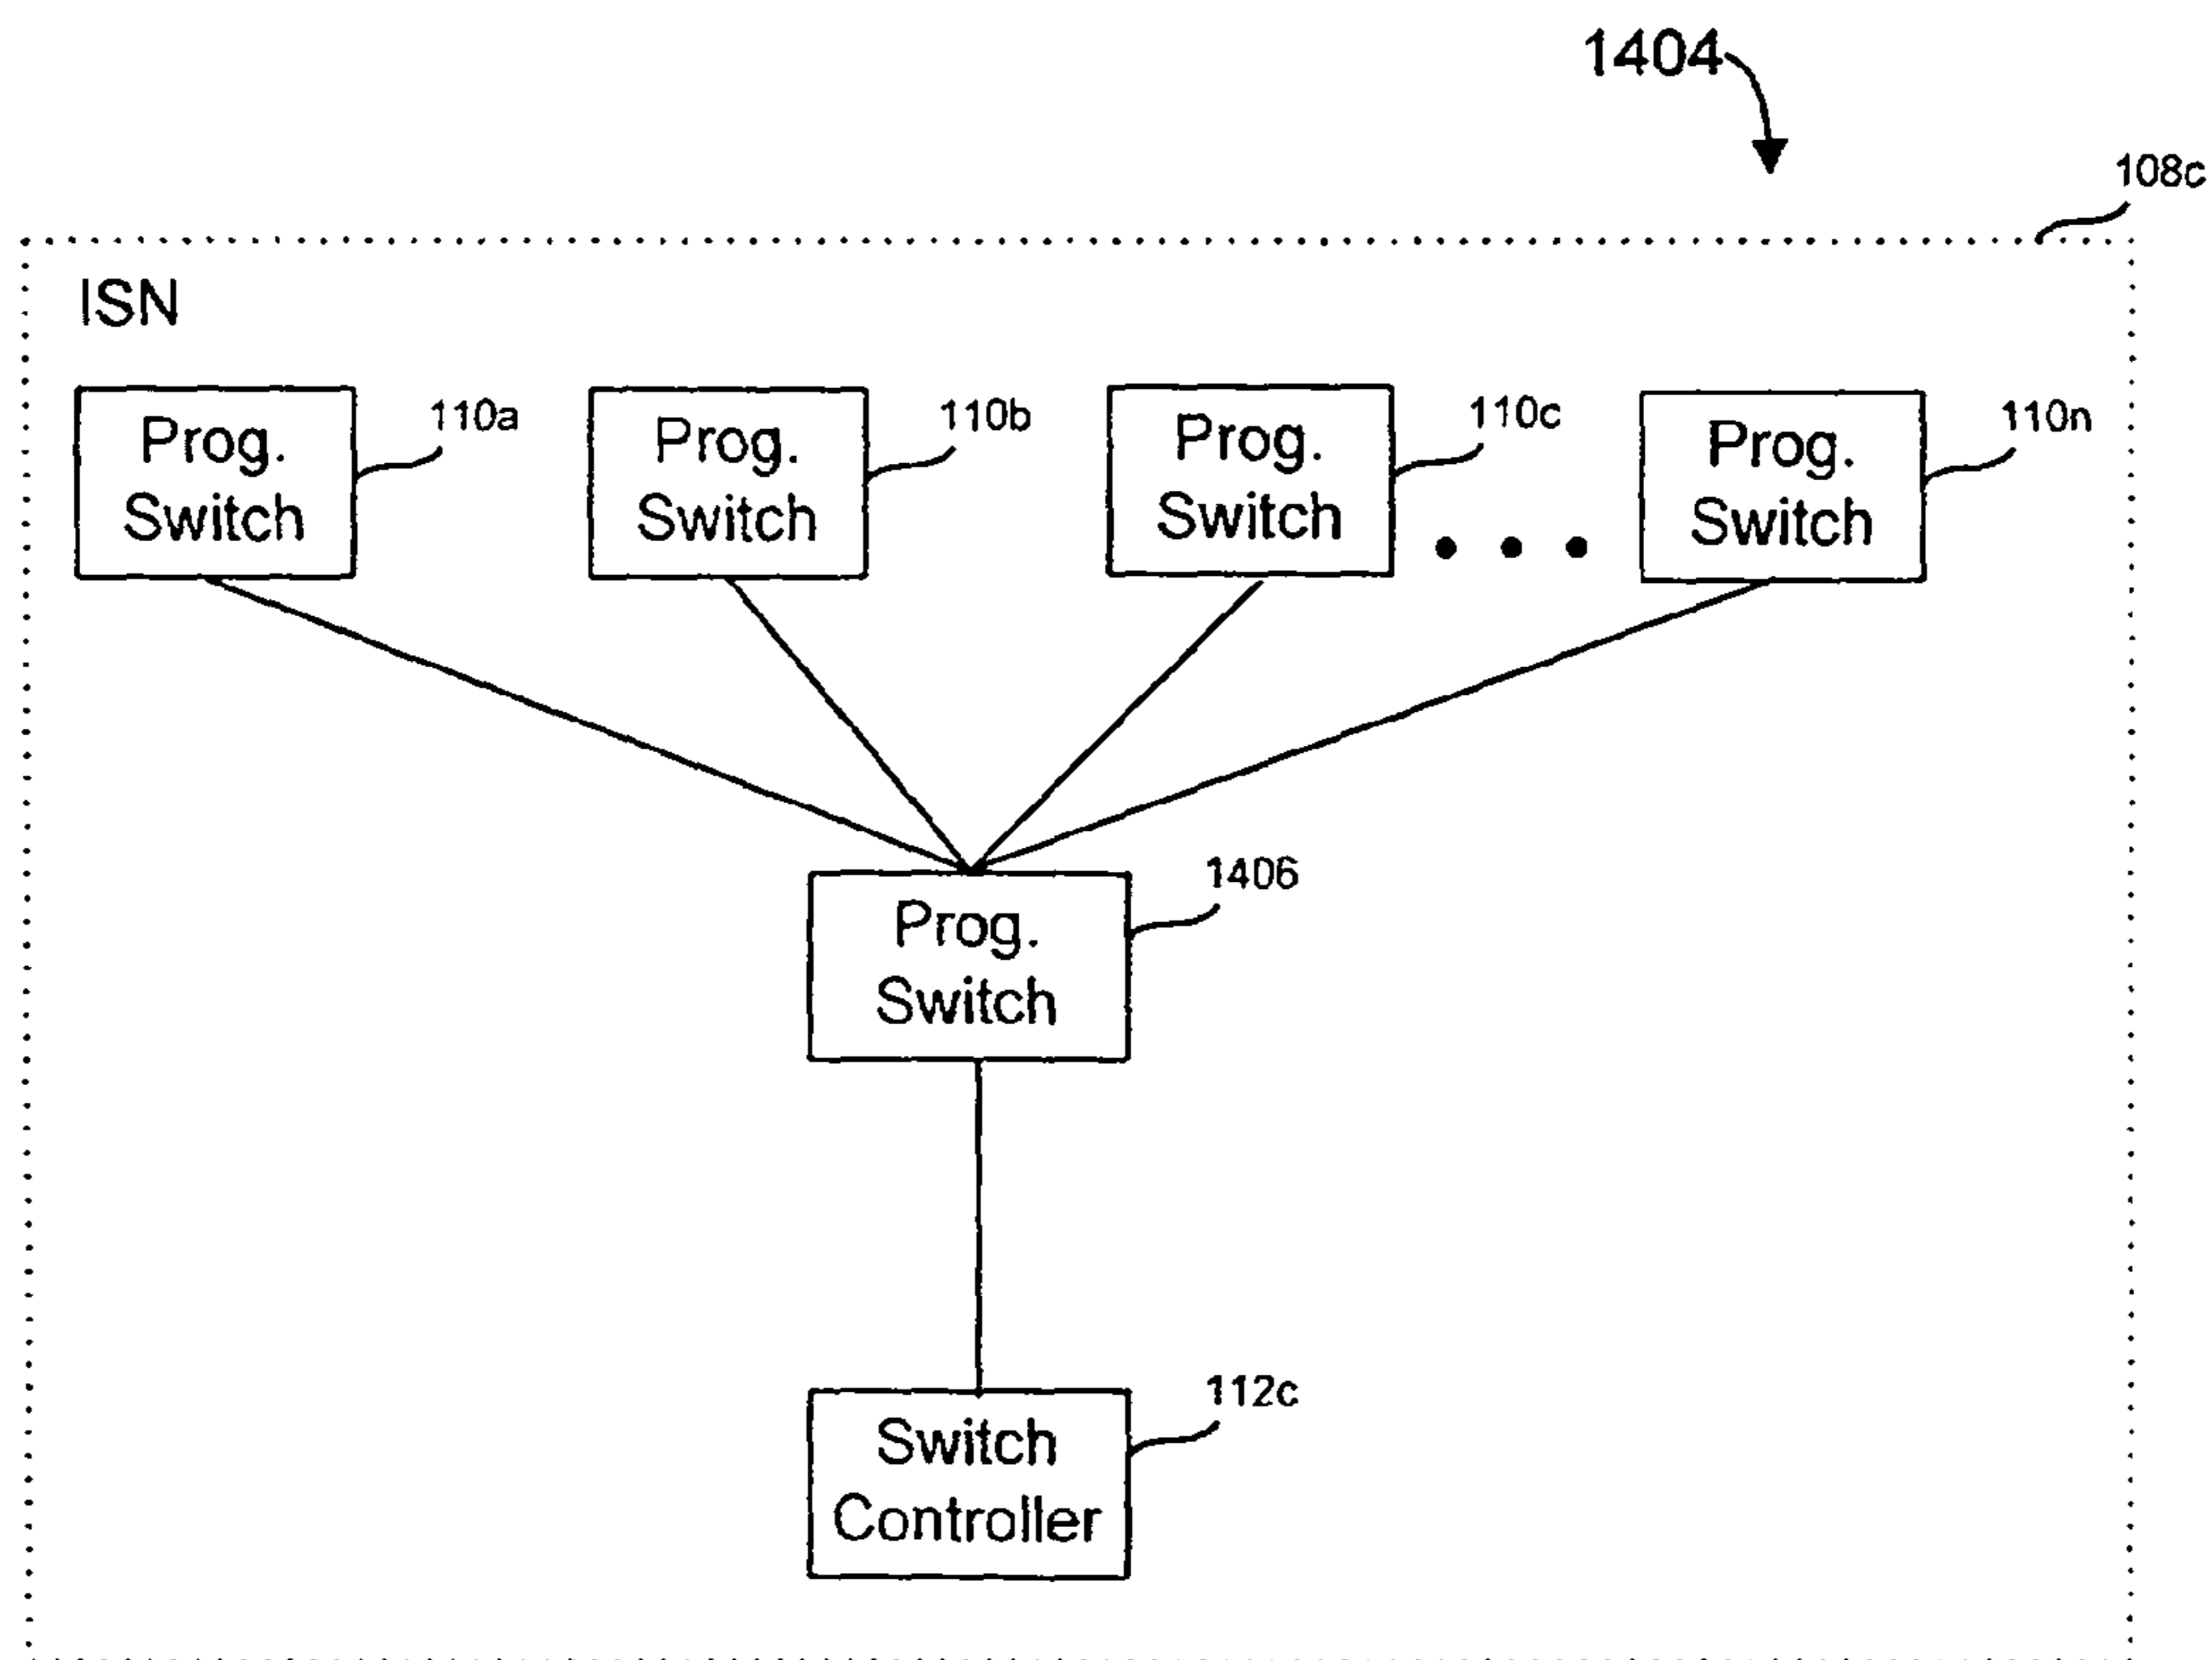 1404
108c
ISN
Prog.
Switch
110a
Prog.
Switch
110b
Prog.
Switch
110c
Prog.
Switch
110n
Prog.
Switch
1406
Switch
Controller
112c